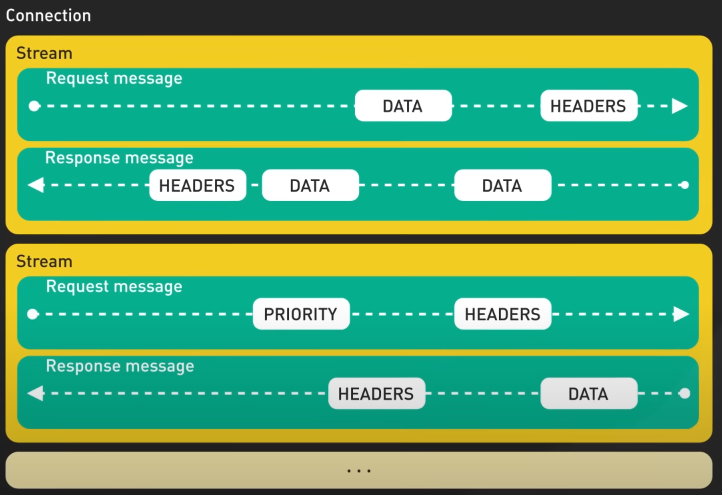 Connection
Stream
Request message
DATA HEADERS
Response message
HEADERS DATA DATA
Stream
Request message
PRIORITY HEADERS
Response message
HEADERS DATA
...